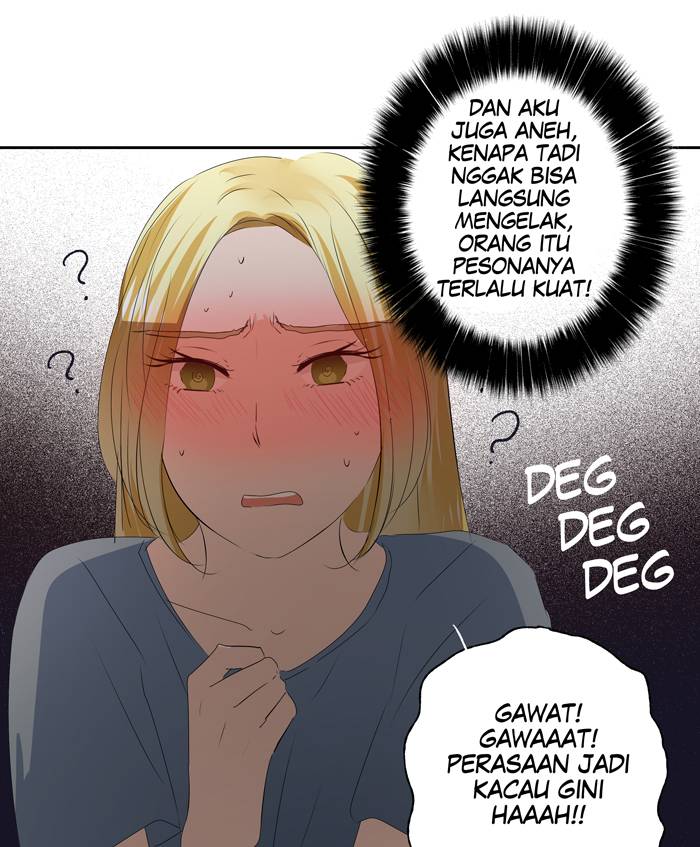 DAN AKU
JUGA ANEH,
KENAPA TADI
NGGAK BISA
LANGSUNG
MENGELAK,
ORANG ITU
PESONANYA
TERLALU KUAT!
?
?
?
DEG
DEG
DEG
GAWAT!
GAWAAAT!
PERASAAN JADI
KACAU GINI
HAAAH!!